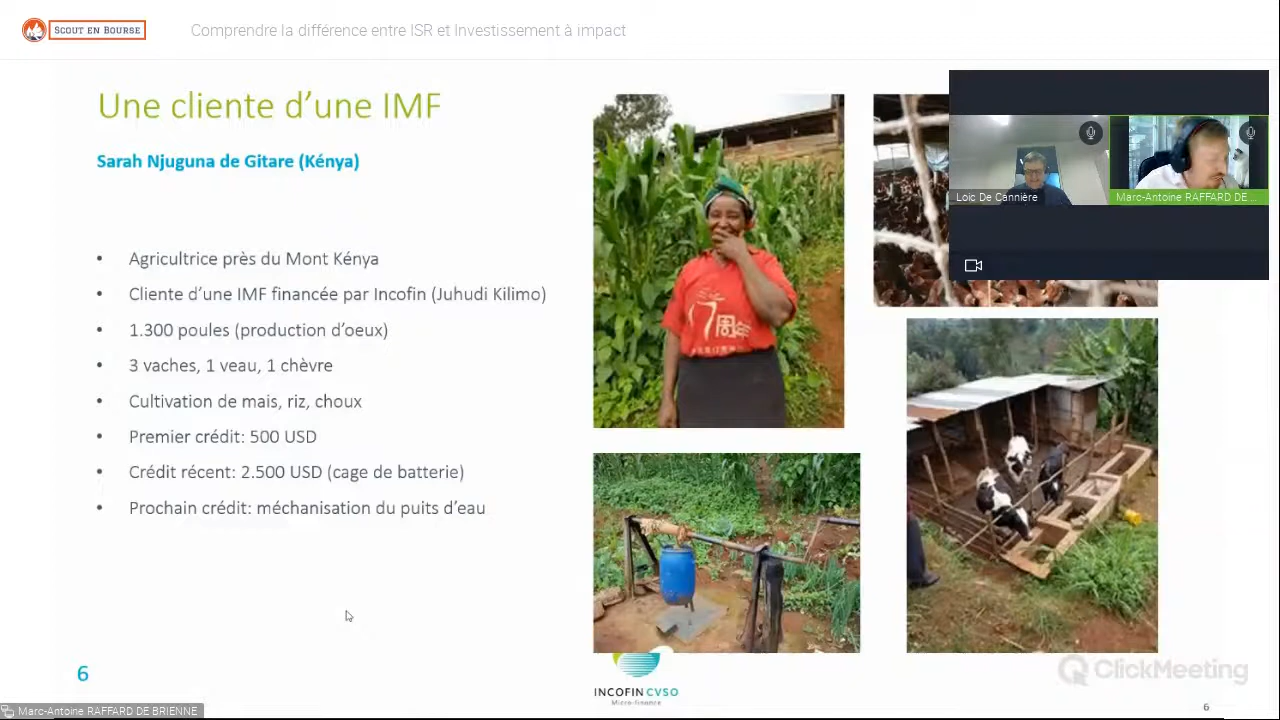 SCOUT EN BOURSE
Comprendre la différence entre ISR et Investissement à impact
Une cliente d’une IMF
Sarah Njuguna de Gitare (Kénya)
• Agricultrice près du Mont Kénya
• Cliente d’une IMF financée par Incofin (Juhudi Kilimo)
• 1.300 poules (production d’oeux)
• 3 vaches, 1 veau, 1 chèvre
• Cultivation de mais, riz, choux
• Premier crédit: 500 USD
• Crédit récent: 2.500 USD (cage de batterie)
• Prochain crédit: méchanisation du puits d’eau
周年
Loic De Cannière
Marc-Antoine RAFFARD DE ...
6
INCOFIN CVSO
Micro-finance
ClickMeeting
6
Marc-Antoine RAFFARD DE BRIENNE